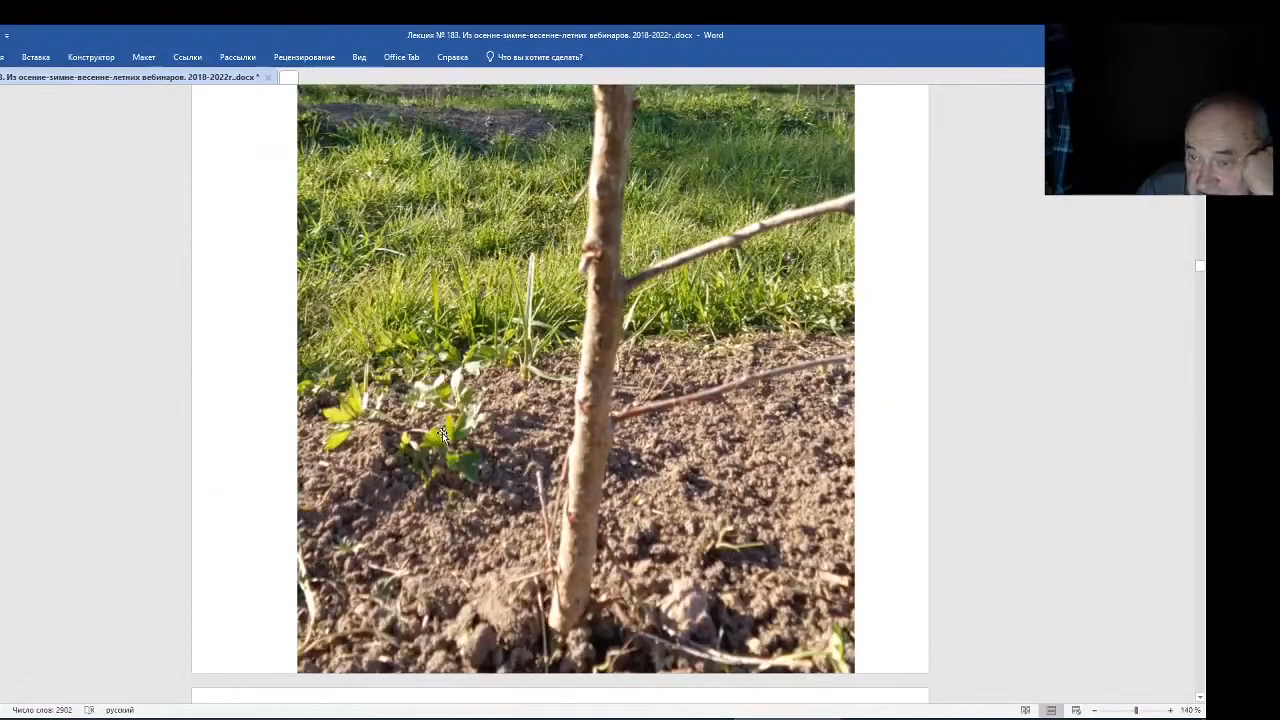 Лекция № 183. Из осенне-зимне-весенне-летних вебинаров. 2018-2022г..docx - Word
Вставка Конструктор Макет Ссылки Рассылки Рецензирование Вид Office Tab Справка Что вы хотите сделать?
3. Из осенне-зимне-весенне-летних вебинаров. 2018-2022г..docx *
Число слов: 2902 русский 140 %